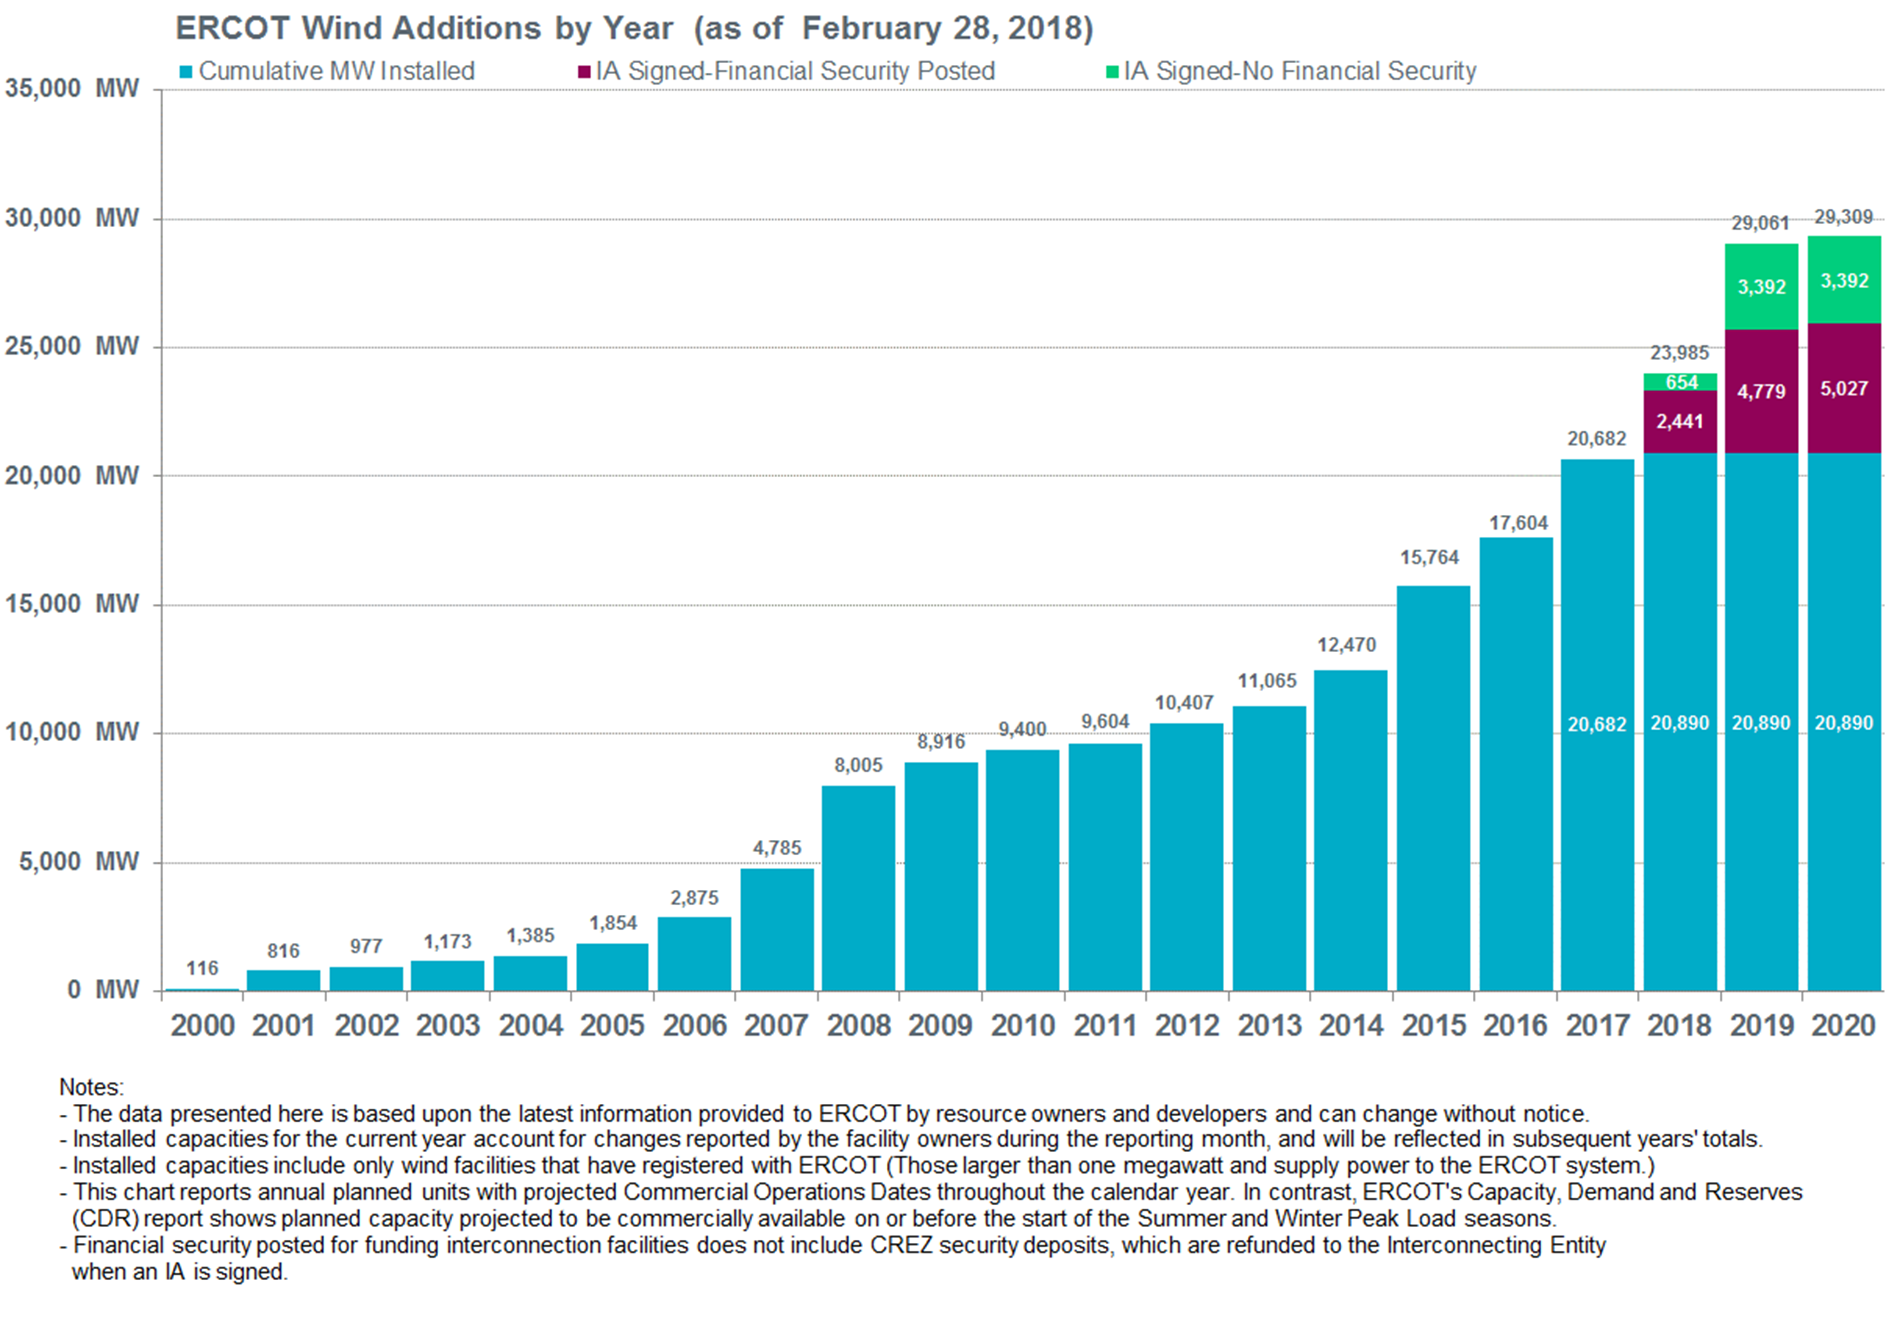 ERCOT Wind Additions by Year (as of February 28, 2018)
Cumulative MW Installed IA Signed-Financial Security Posted IA Signed-No Financial Security
35,000 MW
30,000 MW
25,000 MW
20,000 MW
15,000 MW
10,000 MW
5,000 MW
0 MW
116
816
977
1,173
1,385
1,854
2,875
4,785
8,005
8,916
9,400
9,604
10,407
11,065
12,470
15,764
17,604
20,682
20,682
23,985
654
2,441
20,890
29,061
3,392
4,779
20,890
29,309
3,392
5,027
20,890
2000 2001 2002 2003 2004 2005 2006 2007 2008 2009 2010 2011 2012 2013 2014 2015 2016 2017 2018 2019 2020
Notes:
- The data presented here is based upon the latest information provided to ERCOT by resource owners and developers and can change without notice.
- Installed capacities for the current year account for changes reported by the facility owners during the reporting month, and will be reflected in subsequent years' totals.
- Installed capacities include only wind facilities that have registered with ERCOT (Those larger than one megawatt and supply power to the ERCOT system.)
- This chart reports annual planned units with projected Commercial Operations Dates throughout the calendar year. In contrast, ERCOT's Capacity, Demand and Reserves
(CDR) report shows planned capacity projected to be commercially available on or before the start of the Summer and Winter Peak Load seasons.
- Financial security posted for funding interconnection facilities does not include CREZ security deposits, which are refunded to the Interconnecting Entity
when an IA is signed.